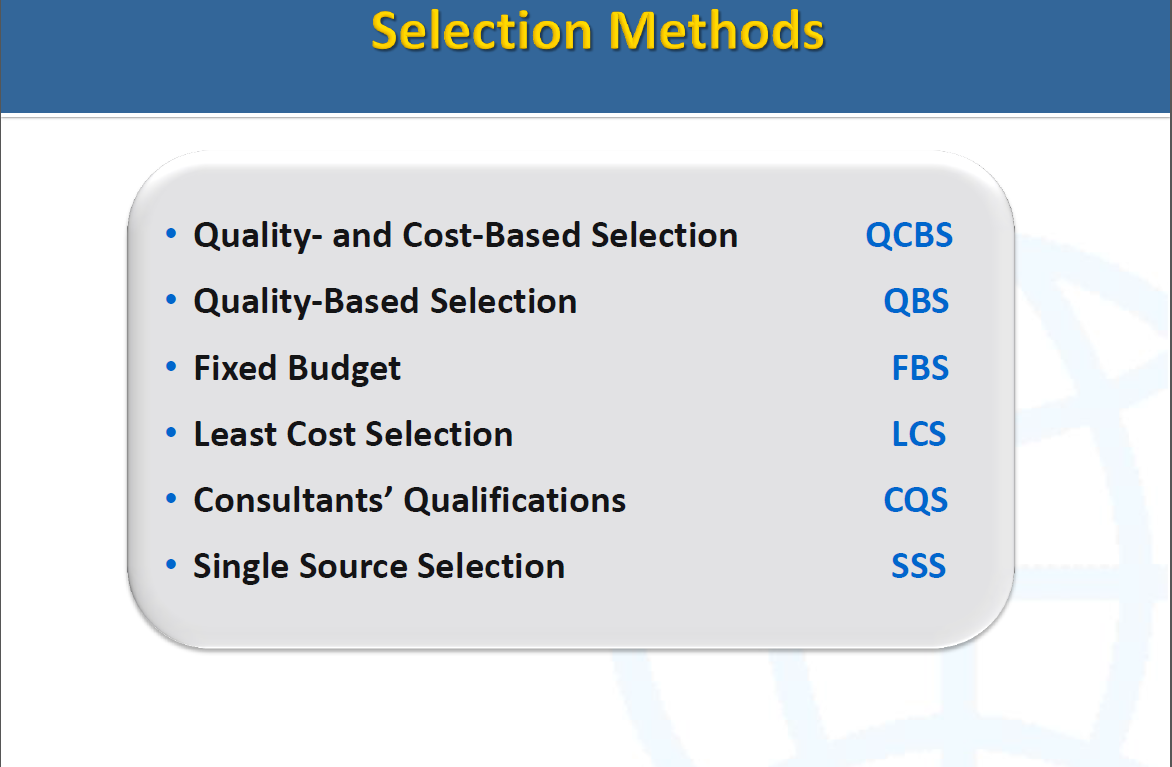 Selection Methods
• Quality- and Cost-Based Selection QCBS
• Quality-Based Selection QBS
• Fixed Budget FBS
• Least Cost Selection LCS
• Consultants’ Qualifications CQS
• Single Source Selection SSS